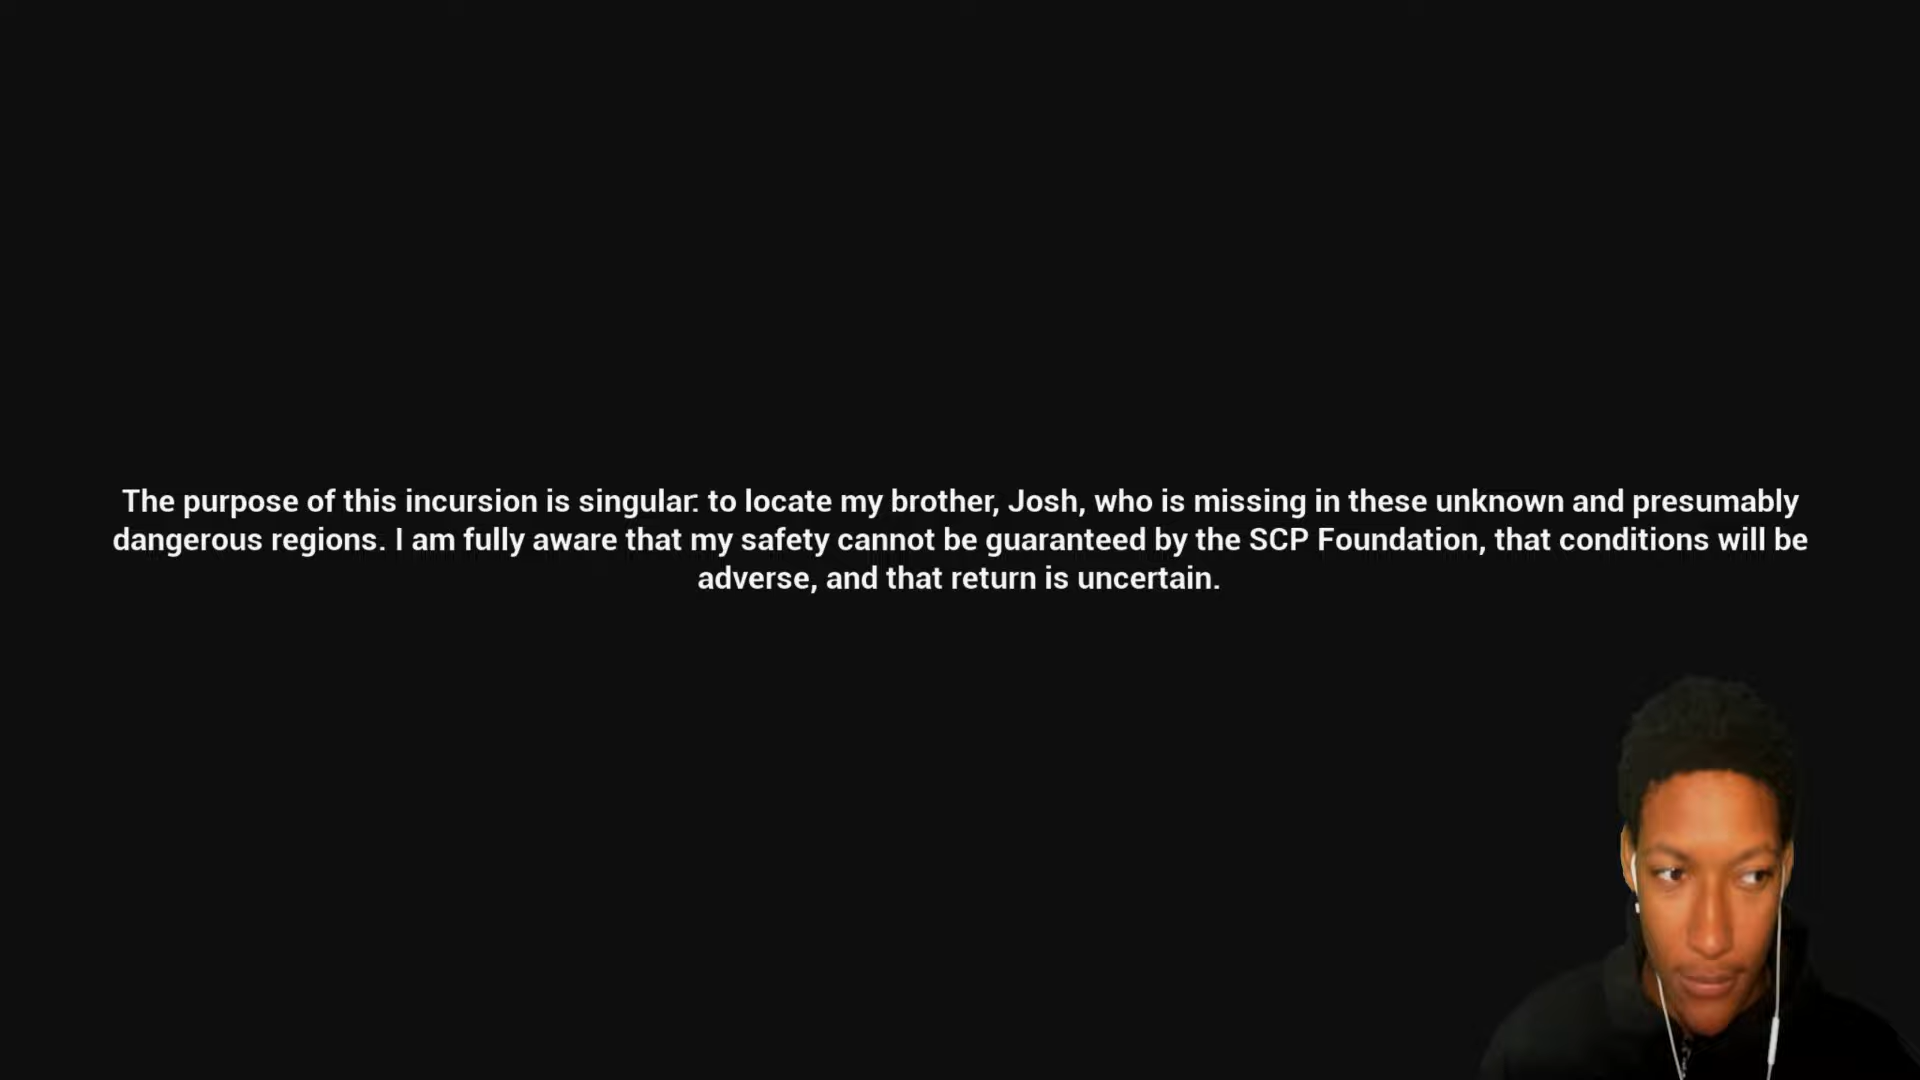 The purpose of this incursion is singular: to locate my brother, Josh, who is missing in these unknown and presumably
dangerous regions. I am fully aware that my safety cannot be guaranteed by the SCP Foundation, that conditions will be
adverse, and that return is uncertain.